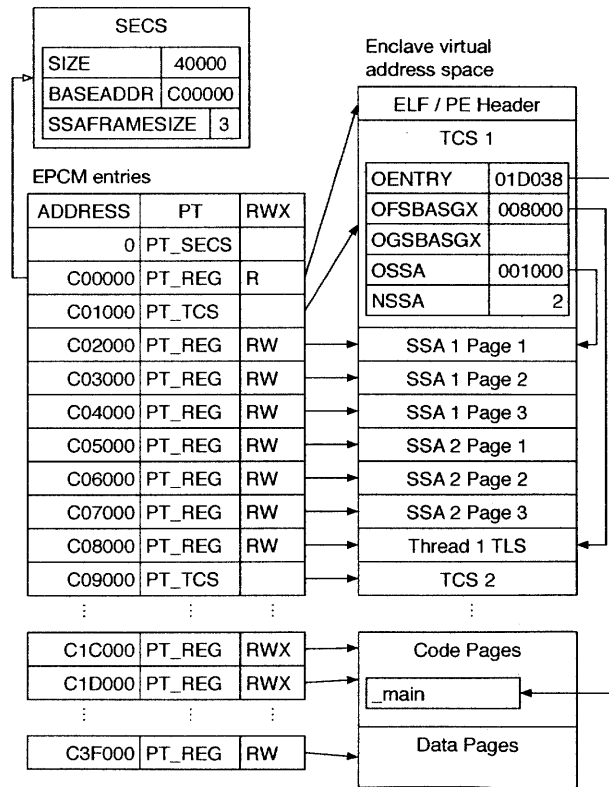 SECS
SIZE 40000
BASEADDR C00000
SSAFRAMESIZE 3
Enclave virtual
address space
ELF / PE Header
TCS 1
OENTRY 01D038
OFSBASGX 008000
OGSBASGX
OSSA 001000
NSSA 2
SSA 1 Page 1
SSA 1 Page 2
SSA 1 Page 3
SSA 2 Page 1
SSA 2 Page 2
SSA 2 Page 3
Thread 1 TLS
TCS 2
Code Pages
_main
Data Pages
EPCM entries
ADDRESS PT RWX
0 PT_SECS
C00000 PT_REG R
C01000 PT_TCS
C02000 PT_REG RW
C03000 PT_REG RW
C04000 PT_REG RW
C05000 PT_REG RW
C06000 PT_REG RW
C07000 PT_REG RW
C08000 PT_REG RW
C09000 PT_TCS
C1C000 PT_REG RWX
C1D000 PT_REG RWX
C3F000 PT_REG RW